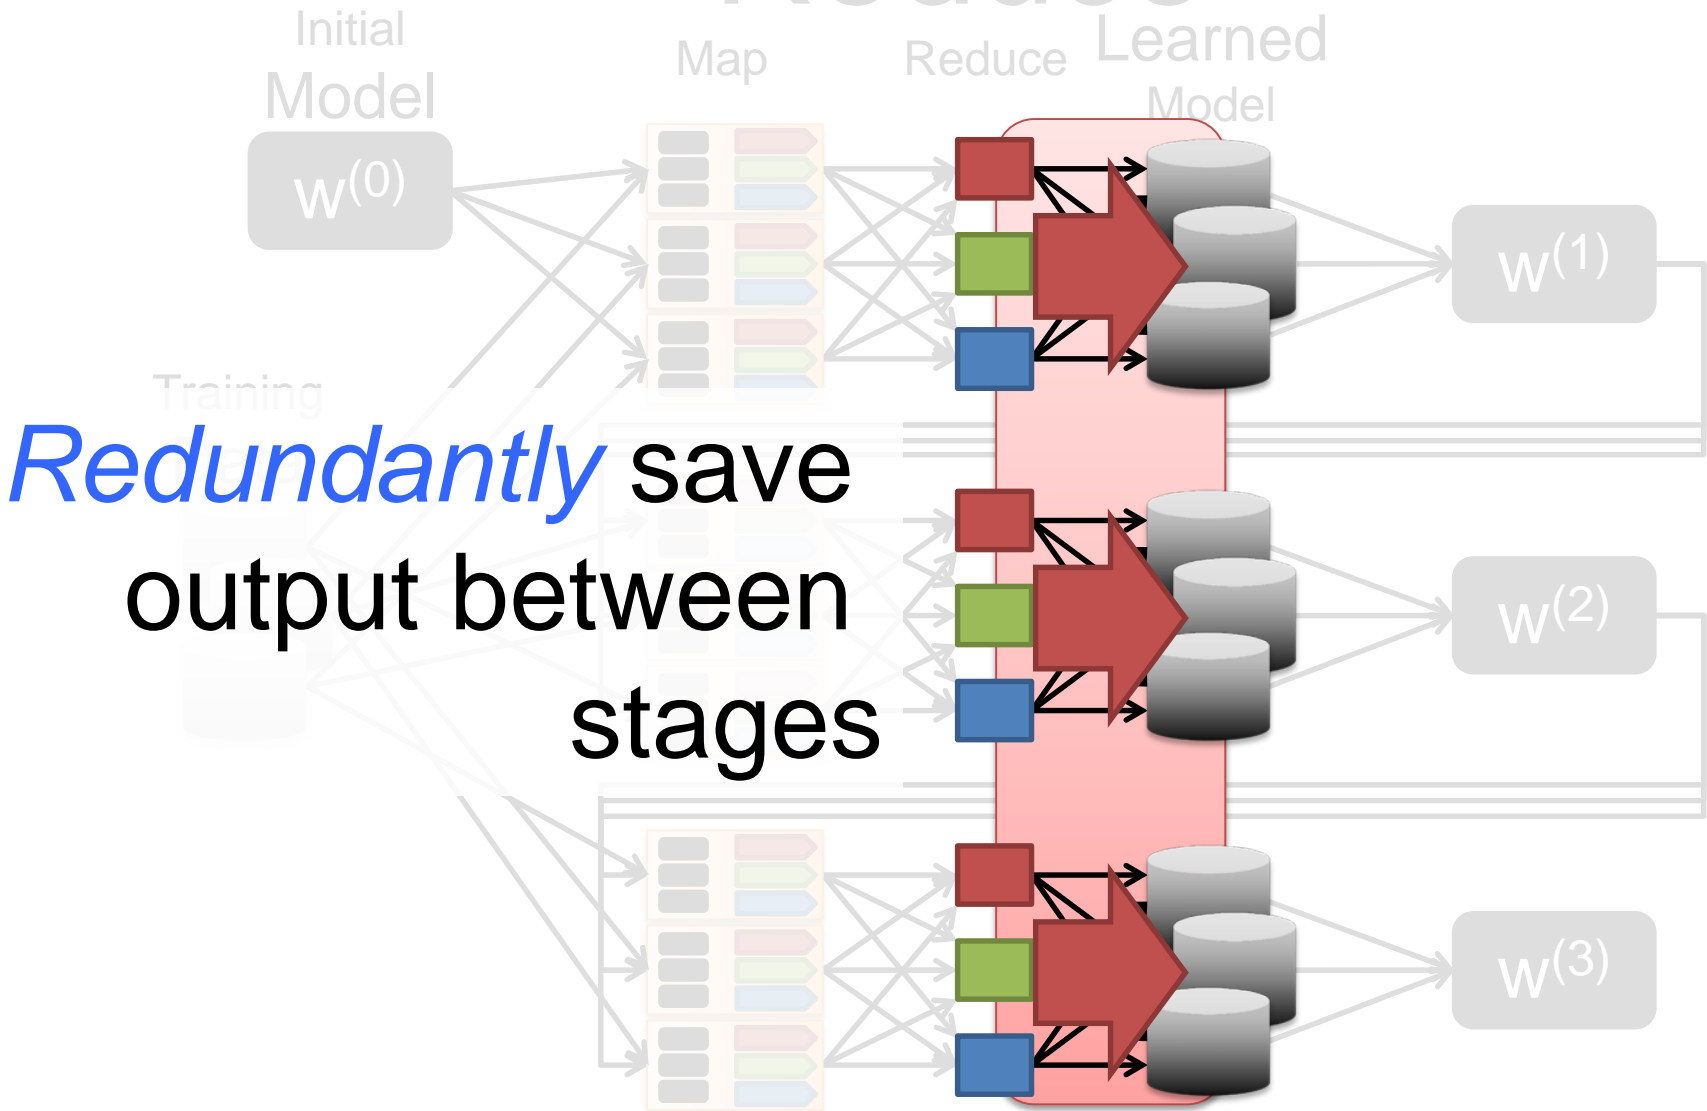 Initial
Model
Map
Reduce
Learned
Model
w(0)
w(1)
Training
Redundantly save
output between
stages
w(2)
w(3)